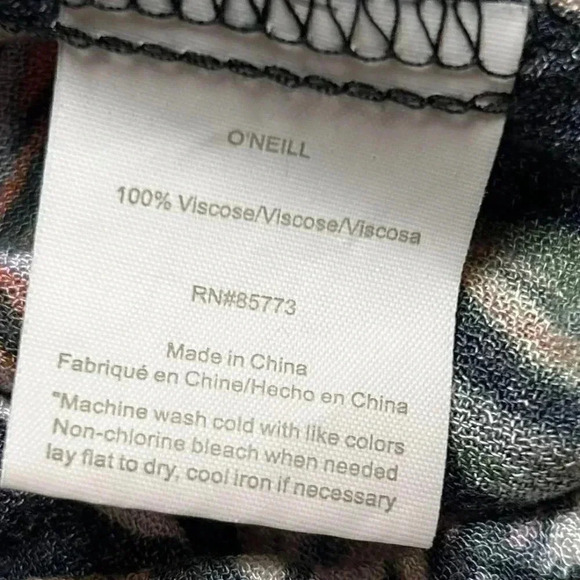 O'NEILL
100% Viscose/Viscose/Viscosa
RN#85773
Made in China
Fabriqué en Chine/Hecho en China
"Machine wash cold with like colors
Non-chlorine bleach when needed
lay flat to dry, cool iron if necessary